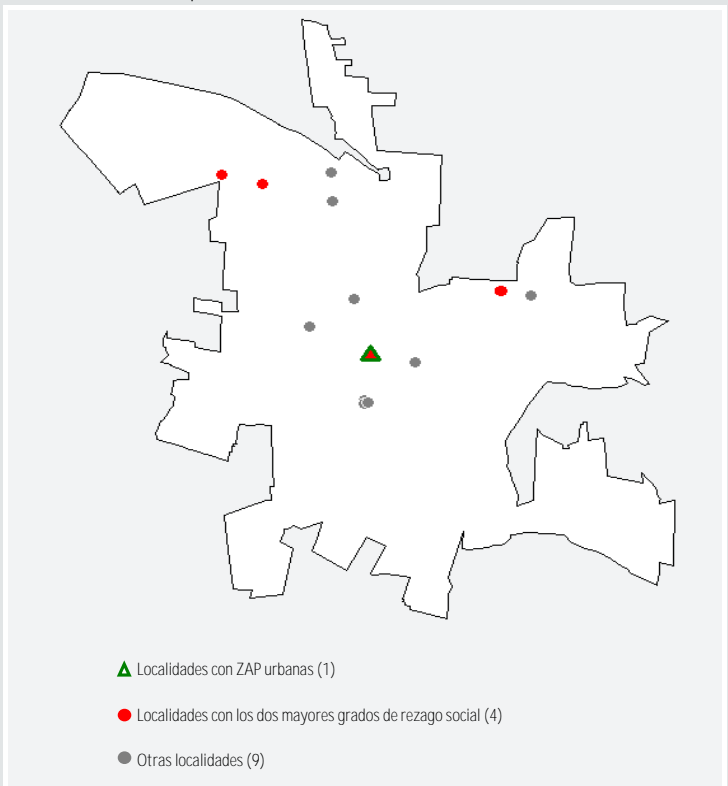 Localidades con ZAP urbanas (1)
Localidades con los dos mayores grados de rezago social (4)
Otras localidades (9)